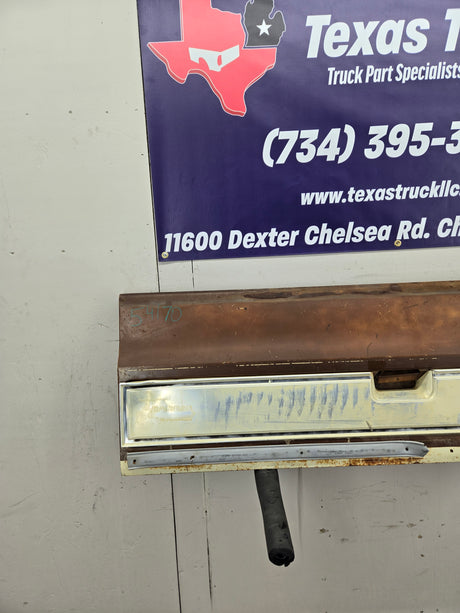 Texas T
Truck Part Specialists
(734) 395-3
www.texastruckllc
11600 Dexter Chelsea Rd. Ch